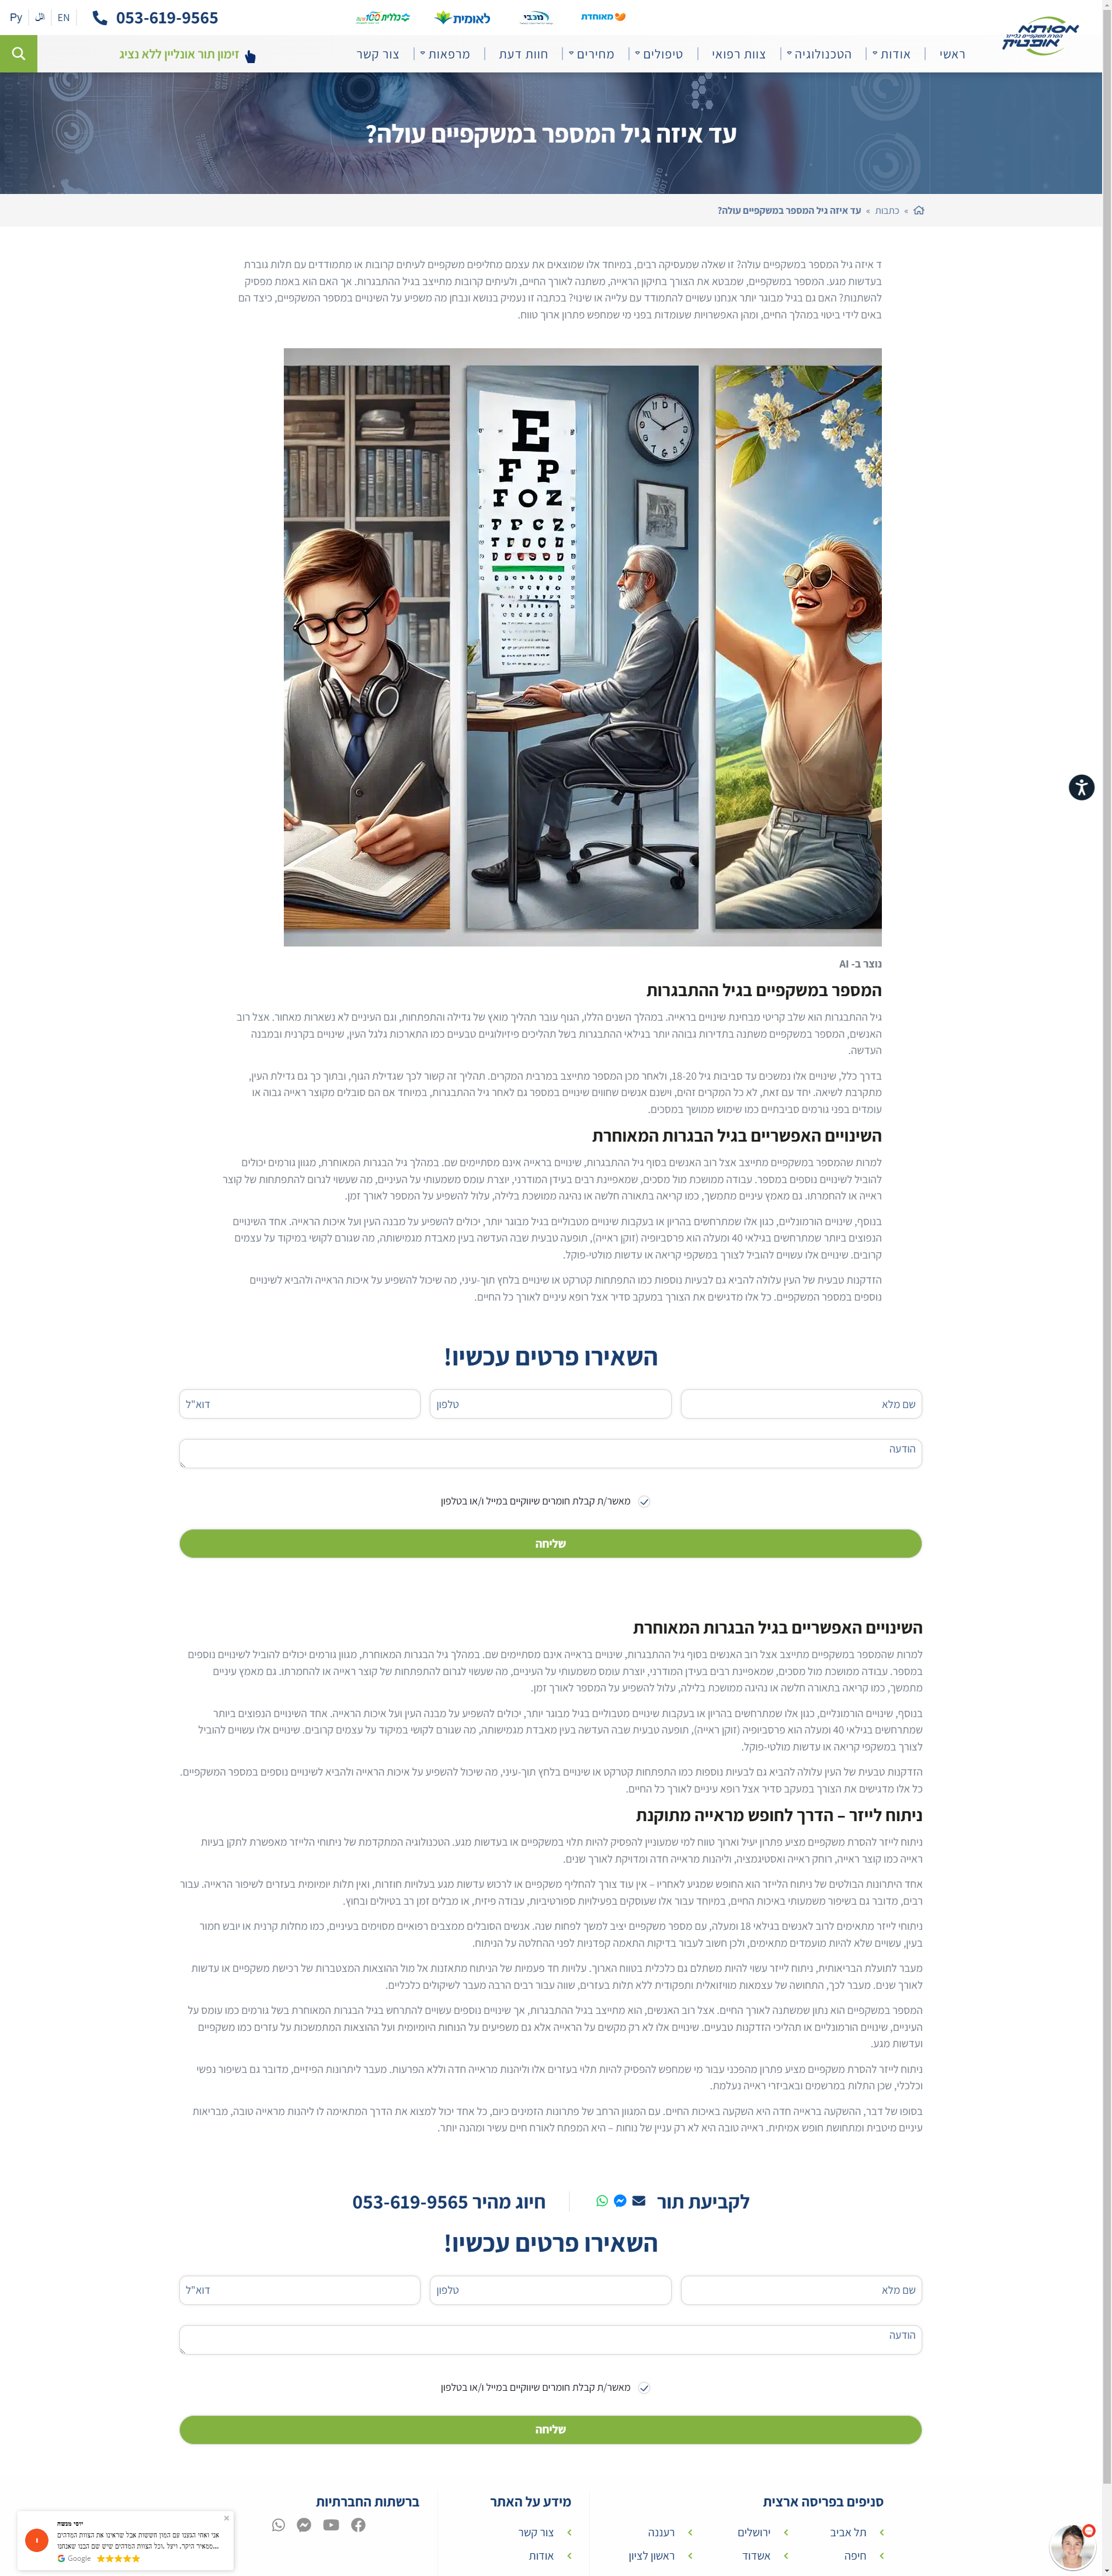 053-619-9565
Ру
ال
EN
כללית
לאומית
מכבי
מאוחדת
אסותא
אופטיק
ראשי
אודות
הטכנולוגיה
צוות רפואי
טיפולים
מחירים
חוות דעת
מרפאות
צור קשר
זימון תור אונליין ללא נציג
עד איזה גיל המספר במשקפיים עולה?
» כתבות » עד איזה גיל המספר במשקפיים עולה?
ד איזה גיל המספר במשקפיים עולה? זו שאלה שמעסיקה רבים, במיוחד אלו שמוצאים את עצמם מחליפים משקפיים לעיתים קרובות או מתמודדים עם תלות גוברת
בעדשות מגע. המספר במשקפיים, שמבטא את הצורך בתיקון הראייה, משתנה לאורך החיים, ולעיתים קרובות מתייצב בגיל ההתבגרות. אך האם הוא באמת מפסיק
להשתנות? האם גם בגיל מבוגר יותר אנחנו עשויים להתמודד עם עלייה או שינוי? בכתבה זו נעמיק בנושא ונבחן מה משפיע על השינויים במספר המשקפיים, כיצד הם
באים לידי ביטוי במהלך החיים, ומהן האפשרויות שעומדות בפני מי שמחפש פתרון ארוך טווח.
נוצר ב- AI
המספר במשקפיים בגיל ההתבגרות
גיל ההתבגרות הוא שלב קריטי מבחינת שינויים בראייה. במהלך השנים הללו, הגוף עובר תהליך מואץ של גדילה והתפתחות, וגם העיניים לא נשארות מאחור. אצל רוב
האנשים, המספר במשקפיים משתנה בתדירות גבוהה יותר בגילאי ההתבגרות בשל תהליכים פיזיולוגיים טבעיים כמו התארכות גלגל העין, שינויים בקרנית ובמבנה
העדשה.
בדרך כלל, שינויים אלו נמשכים עד סביבות גיל 18-20, ולאחר מכן המספר מתייצב במרבית המקרים. תהליך זה קשור לכך שגדילת הגוף, ובתוך כך גם גדילת העין,
מתקרבת לשיאה. יחד עם זאת, לא כל המקרים זהים, וישנם אנשים שחווים שינויים במספר גם לאחר גיל ההתבגרות, במיוחד אם הם סובלים מקוצר ראייה גבוה או
עומדים בפני גורמים סביבתיים כמו שימוש ממושך במסכים.
השינויים האפשריים בגיל הבגרות המאוחרת
למרות שהמספר במשקפיים מתייצב אצל רוב האנשים בסוף גיל ההתבגרות, שינויים בראייה אינם מסתיימים שם. במהלך גיל הבגרות המאוחרת, מגוון גורמים יכולים
להוביל לשינויים נוספים במספר. עבודה ממושכת מול מסכים, שמאפיינת רבים בעידן המודרני, יוצרת עומס משמעותי על העיניים, מה שעשוי לגרום להתפתחות של קוצר
ראייה או להחמרתו. גם מאמץ עיניים מתמשך, כמו קריאה בתאורה חלשה או נהיגה ממושכת בלילה, עלול להשפיע על המספר לאורך זמן.
בנוסף, שינויים הורמונליים, כגון אלו שמתרחשים בהריון או בעקבות שינויים מטבוליים בגיל מבוגר יותר, יכולים להשפיע על מבנה העין ועל איכות הראייה. אחד השינויים
הנפוצים ביותר שמתרחשים בגילאי 40 ומעלה הוא פרסביופיה (זוקן ראייה), תופעה טבעית שבה העדשה בעין מאבדת מגמישותה, מה שגורם לקושי במיקוד על עצמים
קרובים. שינויים אלו עשויים להוביל לצורך במשקפי קריאה או עדשות מולטי-פוקל.
הזדקנות טבעית של העין עלולה להביא גם לבעיות נוספות כמו התפתחות קטרקט או שינויים בלחץ תוך-עיני, מה שיכול להשפיע על איכות הראייה ולהביא לשינויים
נוספים במספר המשקפיים. כל אלו מדגישים את הצורך במעקב סדיר אצל רופא עיניים לאורך כל החיים.
השאירו פרטים עכשיו!
שם מלא
טלפון
דוא"ל
הודעה
מאשר/ת קבלת חומרים שיווקיים במייל ו/או בטלפון
שליחה
השינויים האפשריים בגיל הבגרות המאוחרת
למרות שהמספר במשקפיים מתייצב אצל רוב האנשים בסוף גיל ההתבגרות, שינויים בראייה אינם מסתיימים שם. במהלך גיל הבגרות המאוחרת, מגוון גורמים יכולים להוביל לשינויים נוספים
במספר. עבודה ממושכת מול מסכים, שמאפיינת רבים בעידן המודרני, יוצרת עומס משמעותי על העיניים, מה שעשוי לגרום להתפתחות של קוצר ראייה או להחמרתו. גם מאמץ עיניים
מתמשך, כמו קריאה בתאורה חלשה או נהיגה ממושכת בלילה, עלול להשפיע על המספר לאורך זמן.
בנוסף, שינויים הורמונליים, כגון אלו שמתרחשים בהריון או בעקבות שינויים מטבוליים בגיל מבוגר יותר, יכולים להשפיע על מבנה העין ועל איכות הראייה. אחד השינויים הנפוצים ביותר
שמתרחשים בגילאי 40 ומעלה הוא פרסביופיה (זוקן ראייה), תופעה טבעית שבה העדשה בעין מאבדת מגמישותה, מה שגורם לקושי במיקוד על עצמים קרובים. שינויים אלו עשויים להוביל
לצורך במשקפי קריאה או עדשות מולטי-פוקל.
הזדקנות טבעית של העין עלולה להביא גם לבעיות נוספות כמו התפתחות קטרקט או שינויים בלחץ תוך-עיני, מה שיכול להשפיע על איכות הראייה ולהביא לשינויים נוספים במספר המשקפיים.
כל אלו מדגישים את הצורך במעקב סדיר אצל רופא עיניים לאורך כל החיים.
ניתוח לייזר – הדרך לחופש מראייה מתוקנת
ניתוח לייזר להסרת משקפיים מציע פתרון יעיל וארוך טווח למי שמעוניין להפסיק להיות תלוי במשקפיים או בעדשות מגע. הטכנולוגיה המתקדמת של ניתוחי הלייזר מאפשרת לתקן בעיות
ראייה כמו קוצר ראייה, רוחק ראייה ואסטיגמציה, וליהנות מראייה חדה ומדויקת לאורך שנים.
אחד היתרונות הבולטים של ניתוח הלייזר הוא החופש שמגיע לאחריו – אין עוד צורך להחליף משקפיים או לרכוש עדשות מגע בעלויות חוזרות, ואין תלות יומיומית בעזרים לשיפור הראייה. עבור
רבים, מדובר גם בשיפור משמעותי באיכות החיים, במיוחד עבור אלו שעוסקים בפעילויות ספורטיביות, עבודה פיזית, או מבלים זמן רב בטיולים ובחוץ.
ניתוחי לייזר מתאימים לרוב לאנשים בגילאי 18 ומעלה, עם מספר משקפיים יציב למשך לפחות שנה. אנשים הסובלים ממצבים רפואיים מסוימים בעיניים, כמו מחלות קרנית או יובש חמור
בעין, עשויים שלא להיות מועמדים מתאימים, ולכן חשוב לעבור בדיקות התאמה קפדניות לפני ההחלטה על הניתוח.
מעבר לתועלת הבריאותית, ניתוח לייזר עשוי להיות משתלם גם כלכלית בטווח הארוך. עלויות חד פעמיות של הניתוח מתאזנות אל מול ההוצאות המצטברות של רכישת משקפיים או עדשות
לאורך שנים. מעבר לכך, התחושה של עצמאות מוויזואלית ותפקודית ללא תלות בעזרים, שווה עבור רבים הרבה מעבר לשיקולים כלכליים.
המספר במשקפיים הוא נתון שמשתנה לאורך החיים. אצל רוב האנשים, הוא מתייצב בגיל ההתבגרות, אך שינויים נוספים עשויים להתרחש בגיל הבגרות המאוחרת בשל גורמים כמו עומס על
העיניים, שינויים הורמונליים או תהליכי הזדקנות טבעיים. שינויים אלו לא רק מקשים על הראייה אלא גם משפיעים על הנוחות היומיומית ועל ההוצאות המתמשכות על עזרים כמו משקפיים
ועדשות מגע.
ניתוח לייזר להסרת משקפיים מציע פתרון מהפכני עבור מי שמחפש להפסיק להיות תלוי בעזרים אלו וליהנות מראייה חדה וללא הפרעות. מעבר ליתרונות הפיזיים, מדובר גם בשיפור נפשי
וכלכלי, שכן התלות במרשמים ובאביזרי ראייה נעלמת.
בסופו של דבר, ההשקעה בראייה חדה היא השקעה באיכות החיים. עם המגוון הרחב של פתרונות הזמינים כיום, כל אחד יכול למצוא את הדרך המתאימה לו ליהנות מראייה טובה, מבריאות
עיניים מיטבית ומתחושת חופש אמיתית. ראייה טובה היא לא רק עניין של נוחות – היא המפתח לאורח חיים עשיר ומהנה יותר.
לקביעת תור
חיוג מהיר 053-619-9565
השאירו פרטים עכשיו!
שם מלא
טלפון
דוא"ל
הודעה
מאשר/ת קבלת חומרים שיווקיים במייל ו/או בטלפון
שליחה
סניפים בפריסה ארצית
תל אביב
ירושלים
רעננה
חיפה
אשדוד
ראשון לציון
מידע על האתר
צור קשר
אודות
ברשתות החברתיות
יוסי מנשה
אני ואחי הגענו עם המון חששות אבל שראינו את הצוות המדהים
Google